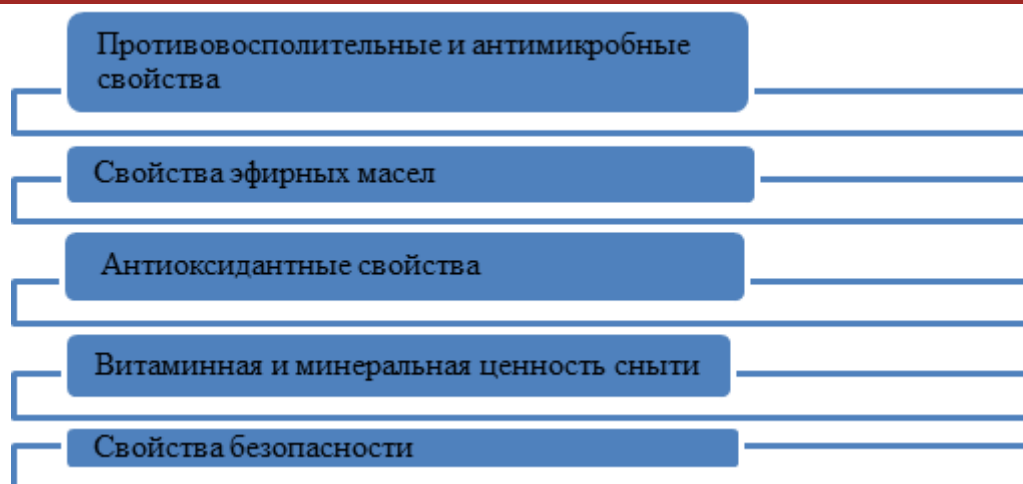 Противовосполительные и антимикробные
свойства
Свойства эфирных масел
Антиоксидантные свойства
Витаминная и минеральная ценность сныти
Свойства безопасности